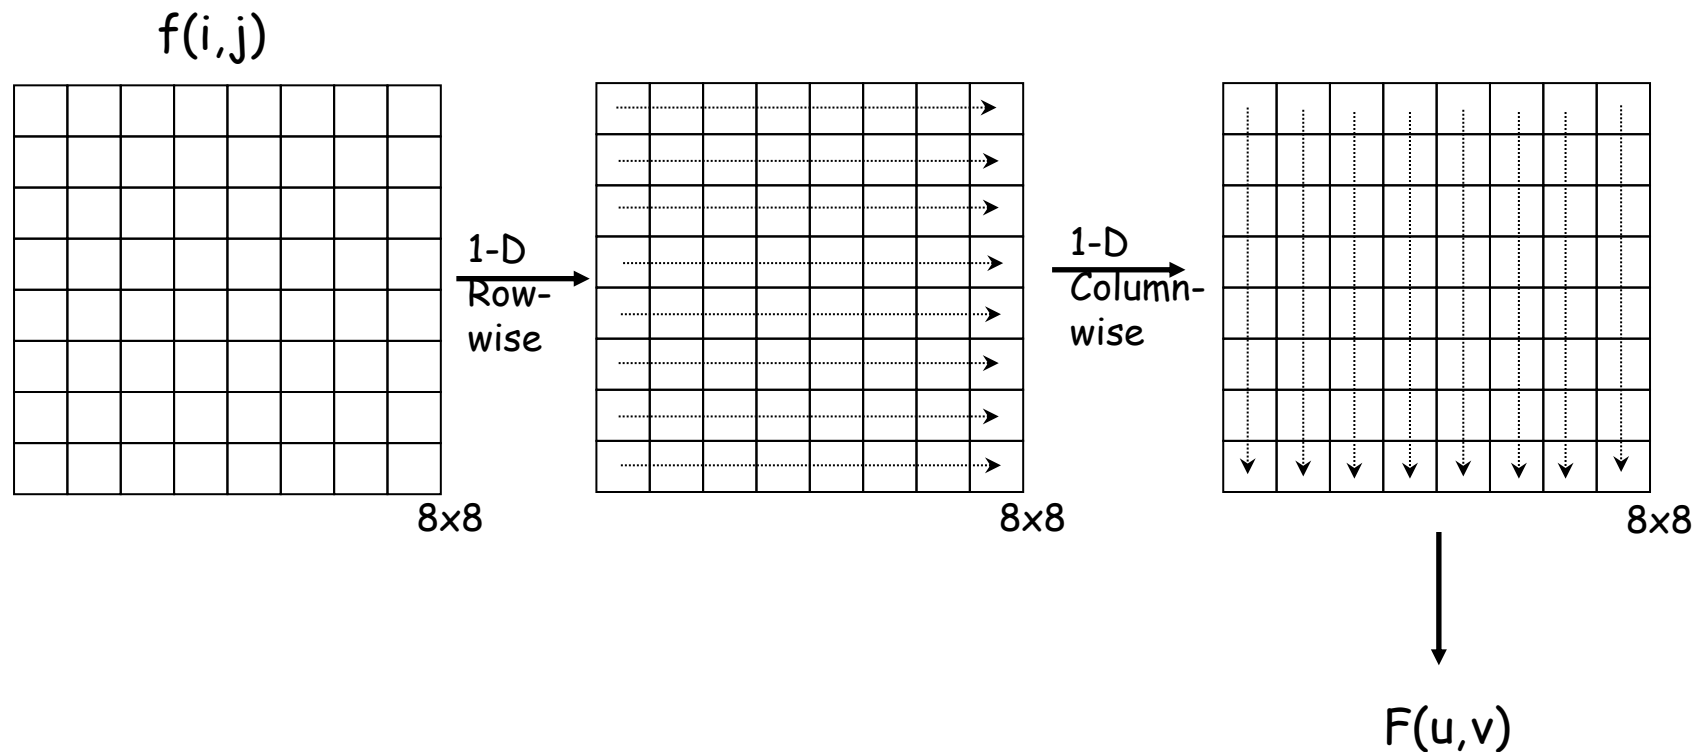 f(i,j)
1-D
Row-
wise
1-D
Column-
wise
8x8
8x8
8x8
F(u,v)